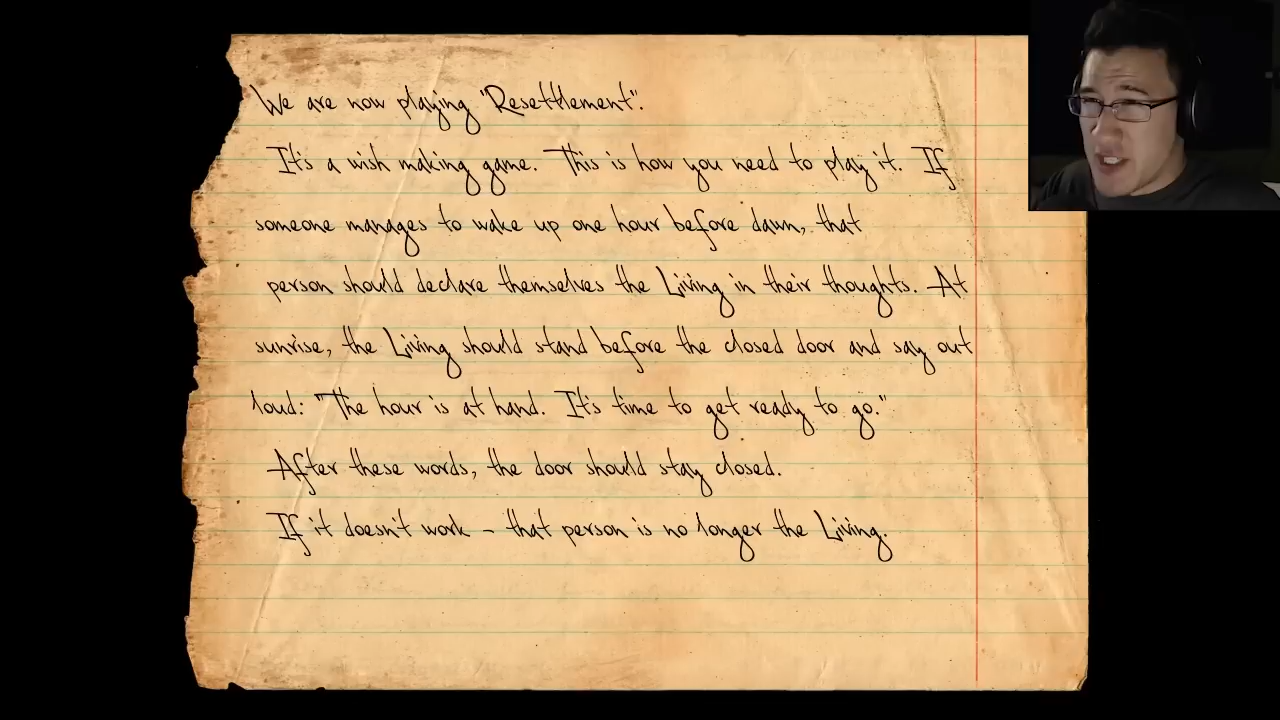 We are now playing "Resettlement".
It's a wish making game. This is how you need to play it. If
someone manages to wake up one hour before dawn, that
person should declare themselves the Living in their thoughts. At
sunrise, the Living should stand before the closed door and say out
loud: "The hour is at hand. It's time to get ready to go."
After these words, the door should stay closed.
If it doesn't work - that person is no longer the Living.